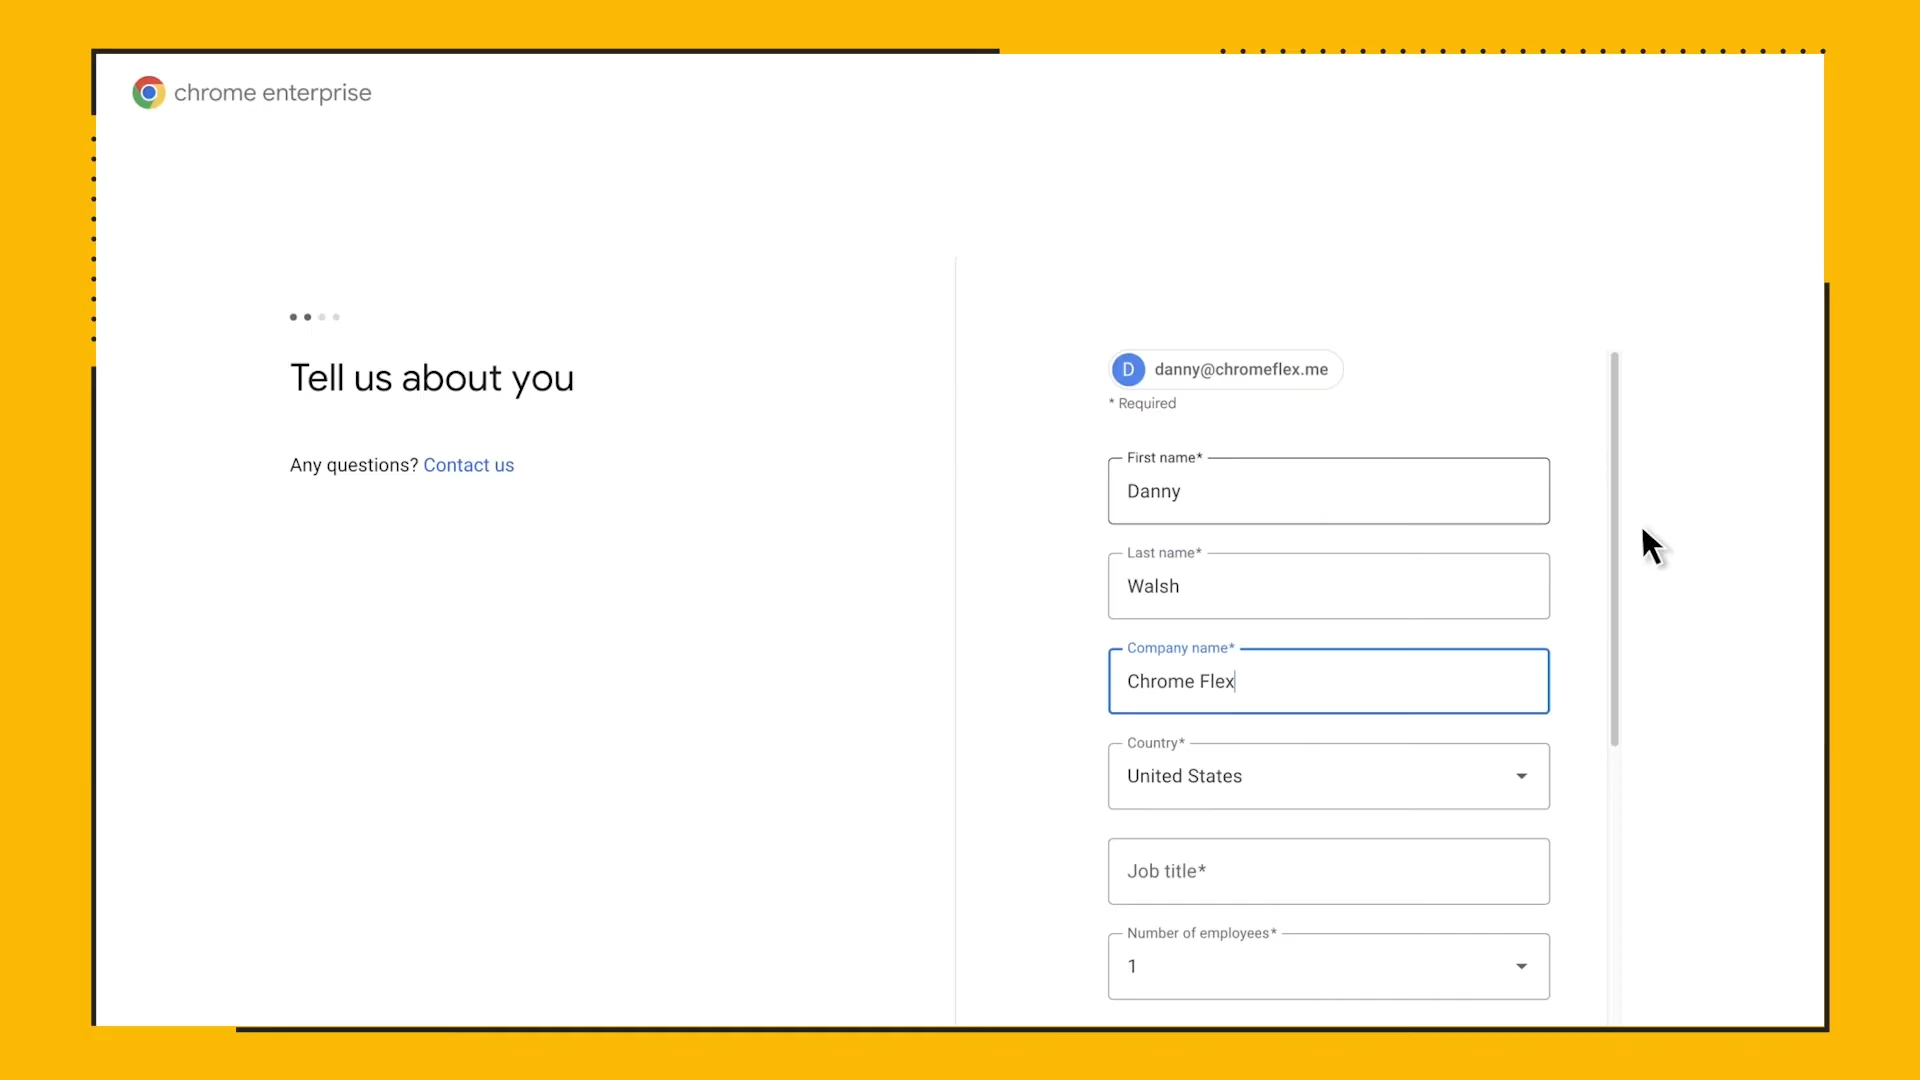 chrome enterprise
Tell us about you
Any questions? Contact us
D danny@chromeflex.me
* Required
First name*
Danny
Last name*
Walsh
Company name*
Chrome Flex
Country*
United States
Job title*
Number of employees*
1